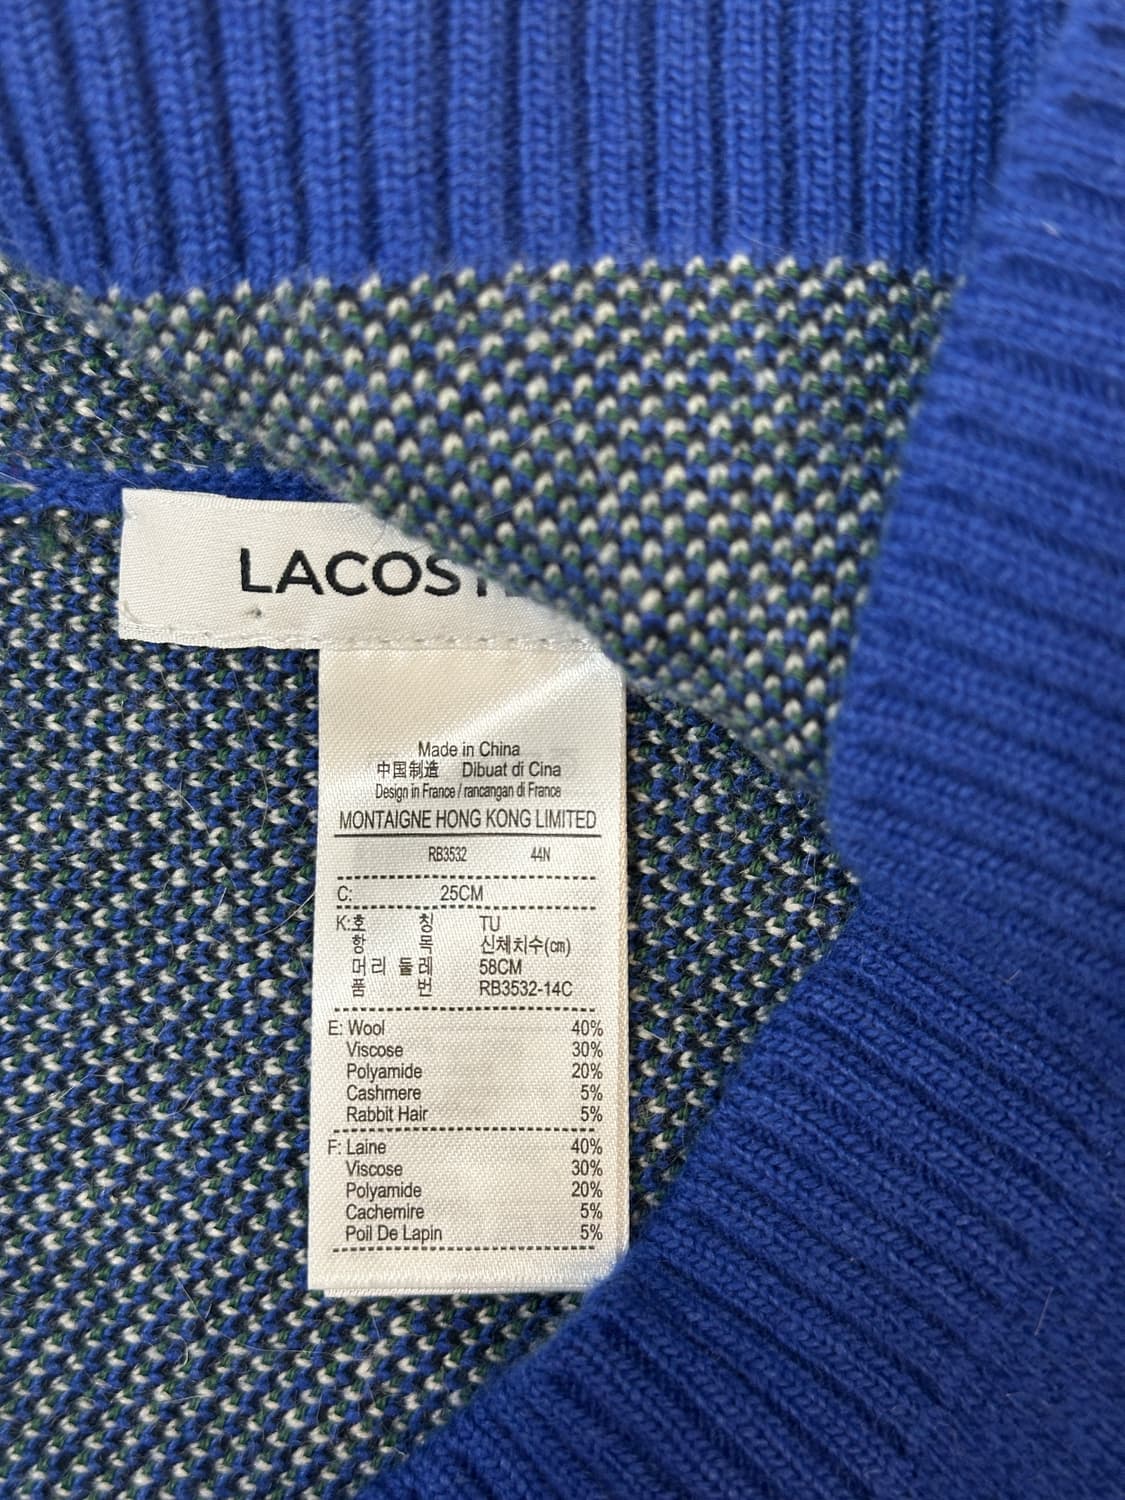 LACOST
Made in China
中国制造 Dibuat di Cina
Design in France / rancangan di France
MONTAIGNE HONG KONG LIMITED
RB3532 44N
C: 25CM
K:호 칭 TU
항 목 신체치수(㎝)
머리 둘레 58CM
품 번 RB3532-14C
E: Wool 40%
Viscose 30%
Polyamide 20%
Cashmere 5%
Rabbit Hair 5%
F: Laine 40%
Viscose 30%
Polyamide 20%
Cachemire 5%
Poil De Lapin 5%